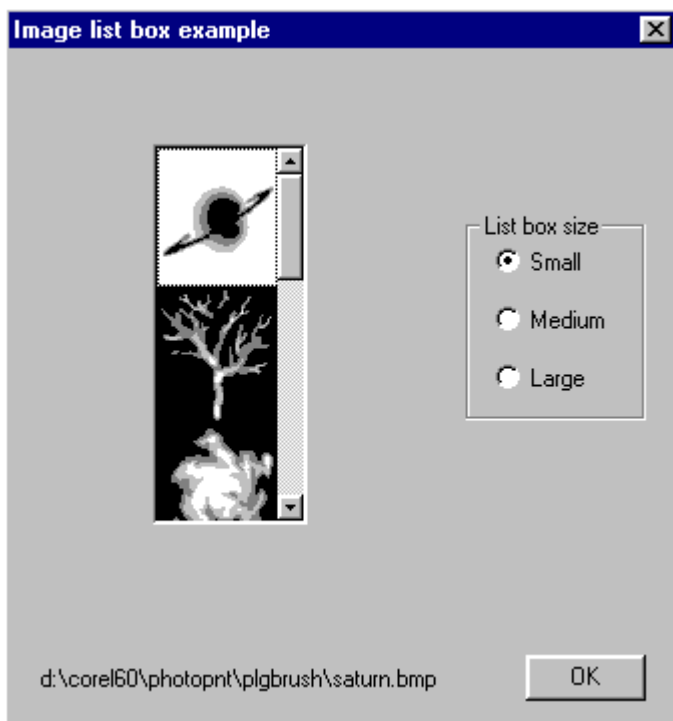 Image list box example
List box size
Small
Medium
Large
d:\corel60\photopnt\plgbrush\saturn.bmp
OK